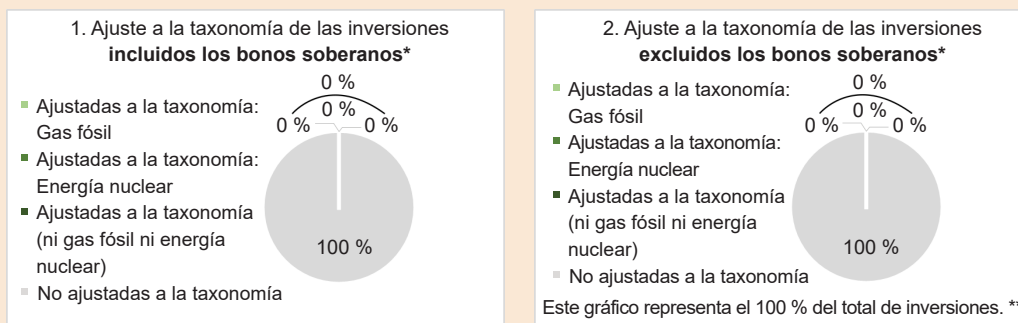 1. Ajuste a la taxonomía de las inversiones
incluidos los bonos soberanos*
Ajustadas a la taxonomía:
Gas fósil
Ajustadas a la taxonomía:
Energía nuclear
Ajustadas a la taxonomía
(ni gas fósil ni energía
nuclear)
No ajustadas a la taxonomía
0 %
0 %
0 %
0 %
100 %
2. Ajuste a la taxonomía de las inversiones
excluidos los bonos soberanos*
Ajustadas a la taxonomía:
Gas fósil
Ajustadas a la taxonomía:
Energía nuclear
Ajustadas a la taxonomía
(ni gas fósil ni energía
nuclear)
No ajustadas a la taxonomía
0 %
0 %
0 %
0 %
100 %
Este gráfico representa el 100 % del total de inversiones. **